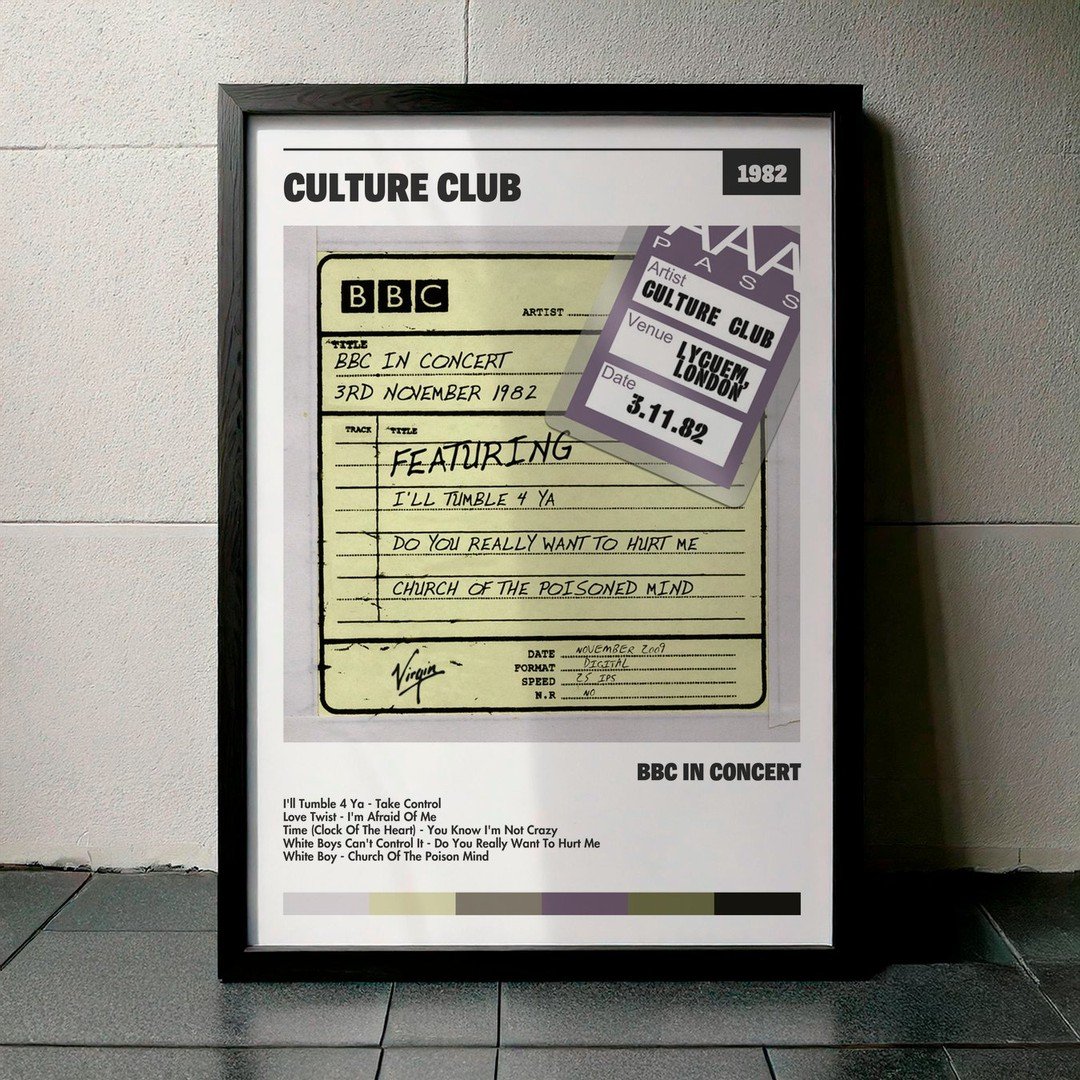 CULTURE CLUB
1982
BBC
ARTIST
TITLE
BBC IN CONCERT
3RD NOVEMBER 1982
TRACK TITLE
FEATURING
I'LL TUMBLE 4 YA
DO YOU REALLY WANT TO HURT ME
CHURCH OF THE POISONED MIND
Virgin
DATE NOVEMBER 2009
FORMAT DIGITAL
SPEED 25 IPS
N.R NO
AAA
PASS
Artist
CULTURE CLUB
Venue
LYCUEM,
LONDON
Date
3.11.82
BBC IN CONCERT
I'll Tumble 4 Ya - Take Control
Love Twist - I'm Afraid Of Me
Time (Clock Of The Heart) - You Know I'm Not Crazy
White Boys Can't Control It - Do You Really Want To Hurt Me
White Boy - Church Of The Poison Mind